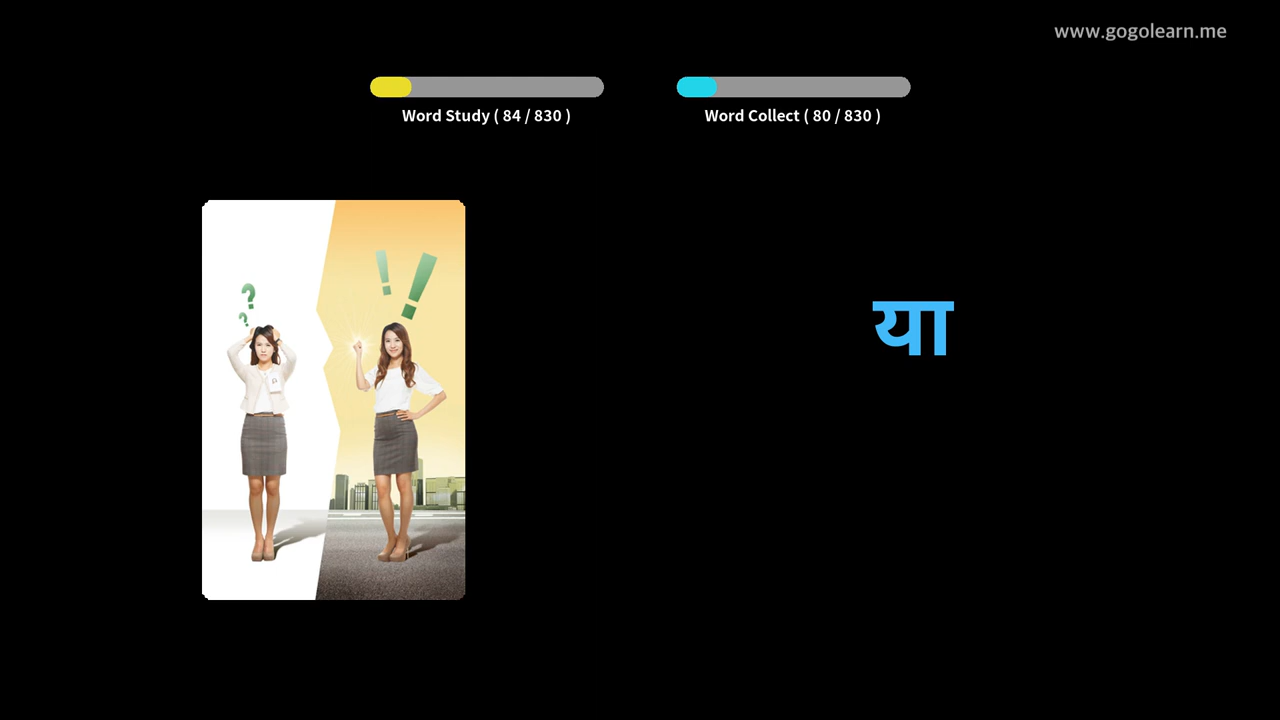 www.gogolearn.me
Word Study ( 84 / 830 )
Word Collect ( 80 / 830 )
? !!
?
या